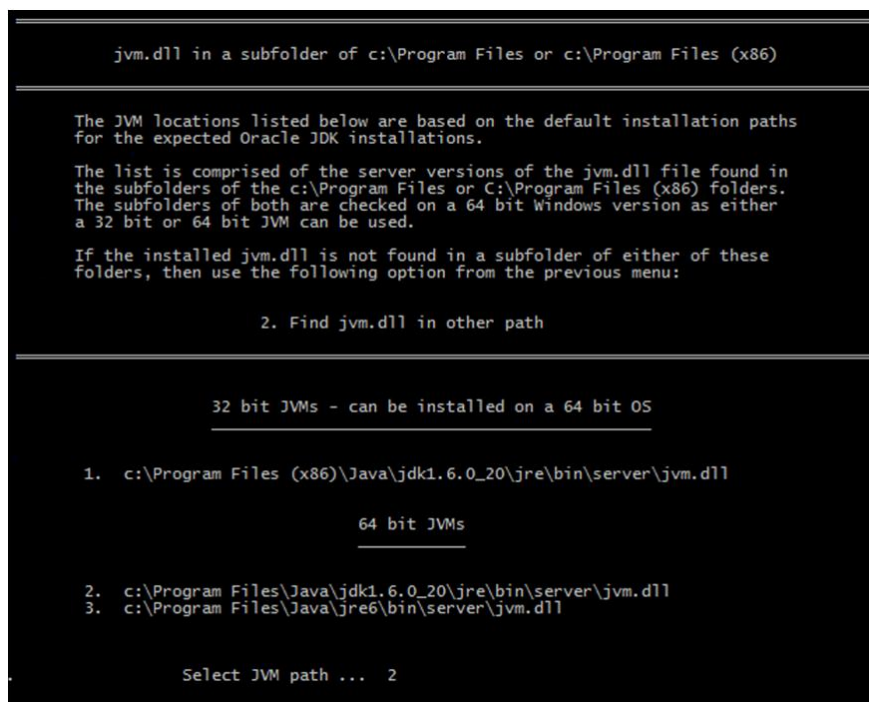 jvm.dll in a subfolder of c:\Program Files or c:\Program Files (x86)
The JVM locations listed below are based on the default installation paths
for the expected Oracle JDK installations.
The list is comprised of the server versions of the jvm.dll file found in
the subfolders of the c:\Program Files or C:\Program Files (x86) folders.
The subfolders of both are checked on a 64 bit Windows version as either
a 32 bit or 64 bit JVM can be used.
If the installed jvm.dll is not found in a subfolder of either of these
folders, then use the following option from the previous menu:
2. Find jvm.dll in other path
32 bit JVMs - can be installed on a 64 bit OS
1. c:\Program Files (x86)\Java\jdk1.6.0_20\jre\bin\server\jvm.dll
64 bit JVMs
2. c:\Program Files\Java\jdk1.6.0_20\jre\bin\server\jvm.dll
3. c:\Program Files\Java\jre6\bin\server\jvm.dll
. Select JVM path ... 2